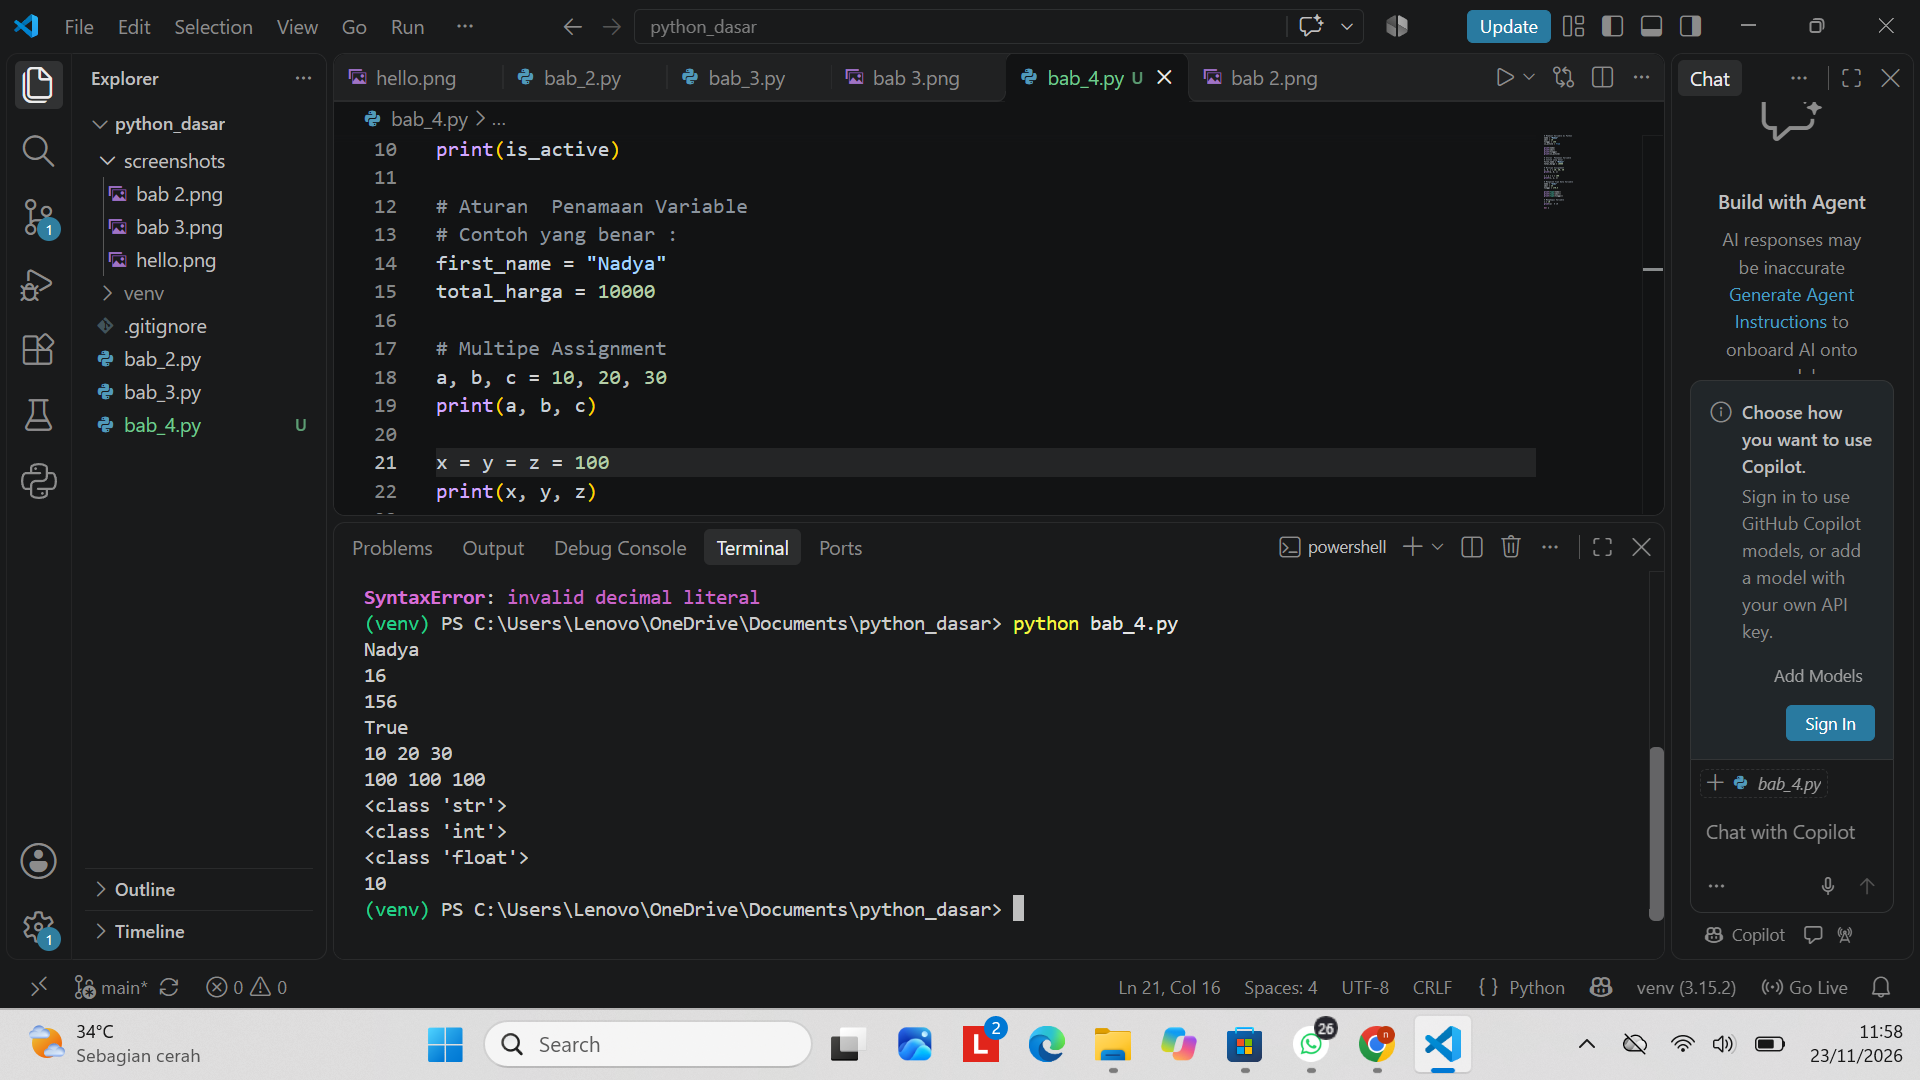 File Edit Selection View Go Run ...
python_dasar
Update
Explorer
python_dasar
screenshots
bab 2.png
bab 3.png
hello.png
venv
.gitignore
bab_2.py
bab_3.py
bab_4.py U
Outline
Timeline
1
1
hello.png bab_2.py bab_3.py bab 3.png bab_4.py U bab 2.png
bab_4.py > ...
10 print(is_active)
11
12 # Aturan  Penamaan Variable
13 # Contoh yang benar :
14 first_name = "Nadya"
15 total_harga = 10000
16
17 # Multipe Assignment
18 a, b, c = 10, 20, 30
19 print(a, b, c)
20
21 x = y = z = 100
22 print(x, y, z)
Problems Output Debug Console Terminal Ports
powershell
SyntaxError: invalid decimal literal
(venv) PS C:\Users\Lenovo\OneDrive\Documents\python_dasar> python bab_4.py
Nadya
16
156
True
10 20 30
100 100 100
<class 'str'>
<class 'int'>
<class 'float'>
10
(venv) PS C:\Users\Lenovo\OneDrive\Documents\python_dasar>
Chat
Build with Agent
AI responses may
be inaccurate
Generate Agent
Instructions to
onboard AI onto
Choose how
you want to use
Copilot.
Sign in to use
GitHub Copilot
models, or add
a model with
your own API
key.
Add Models
Sign In
bab_4.py
Chat with Copilot
Copilot
main* 0 0
Ln 21, Col 16 Spaces: 4 UTF-8 CRLF { } Python venv (3.15.2) Go Live
34°C
Sebagian cerah
Search
2
L
26
n
11:58
23/11/2026